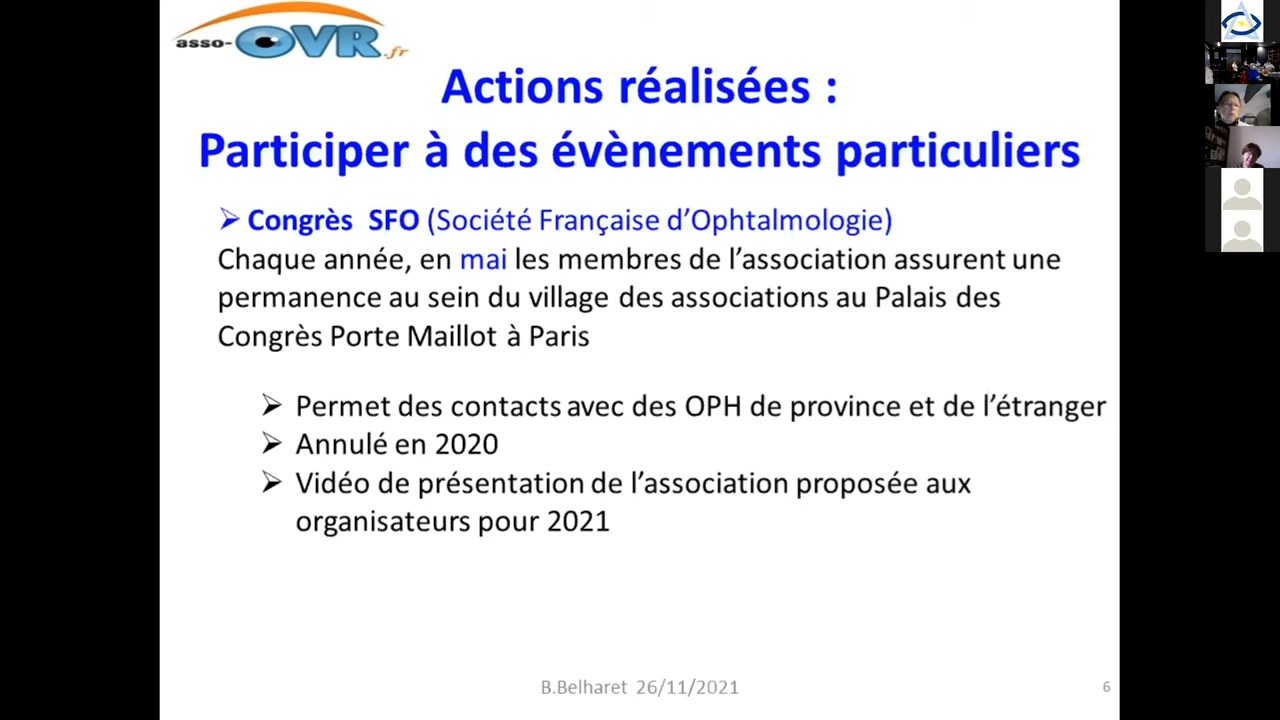 asso-OVR.fr
Actions réalisées :
Participer à des évènements particuliers
➢ Congrès SFO (Société Française d’Ophtalmologie)
Chaque année, en mai les membres de l’association assurent une
permanence au sein du village des associations au Palais des
Congrès Porte Maillot à Paris
➢ Permet des contacts avec des OPH de province et de l’étranger
➢ Annulé en 2020
➢ Vidéo de présentation de l’association proposée aux
organisateurs pour 2021
B.Belharet 26/11/2021
6